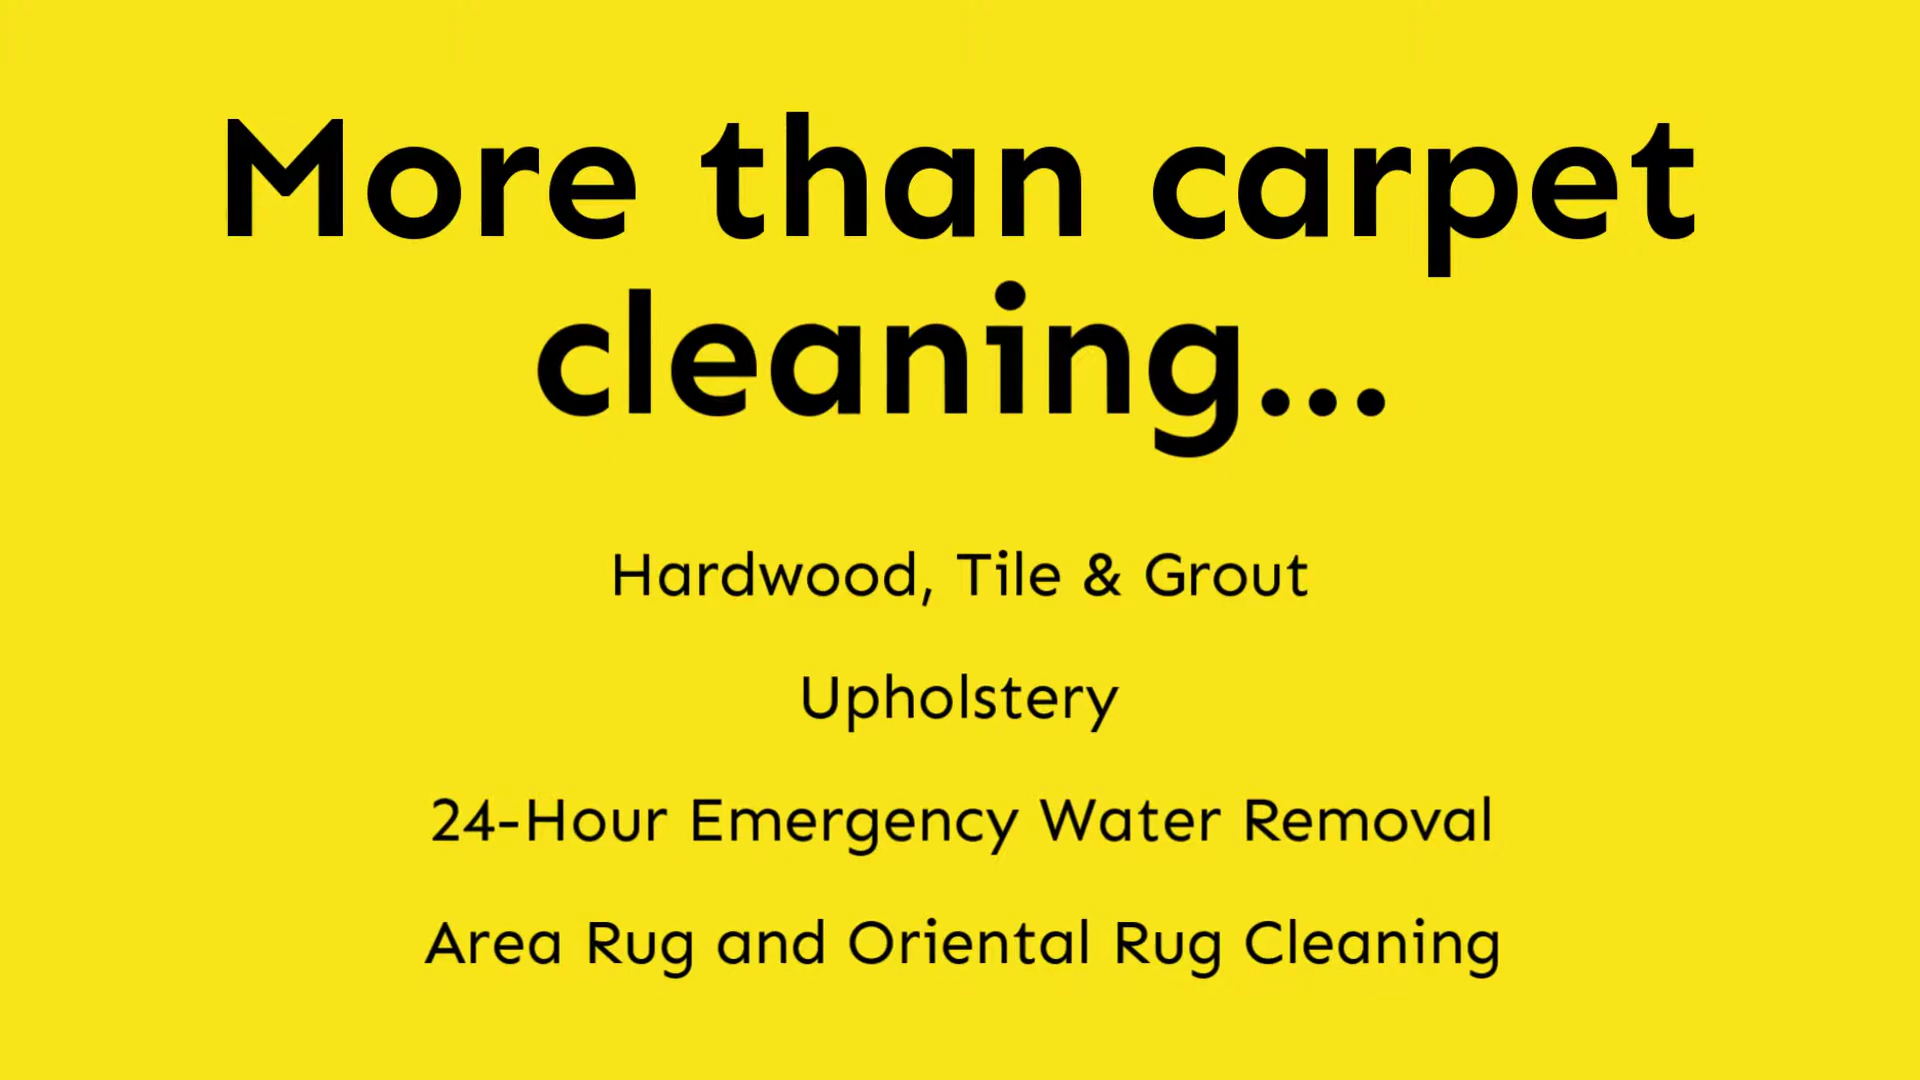 More than carpet
cleaning...
Hardwood, Tile & Grout
Upholstery
24-Hour Emergency Water Removal
Area Rug and Oriental Rug Cleaning